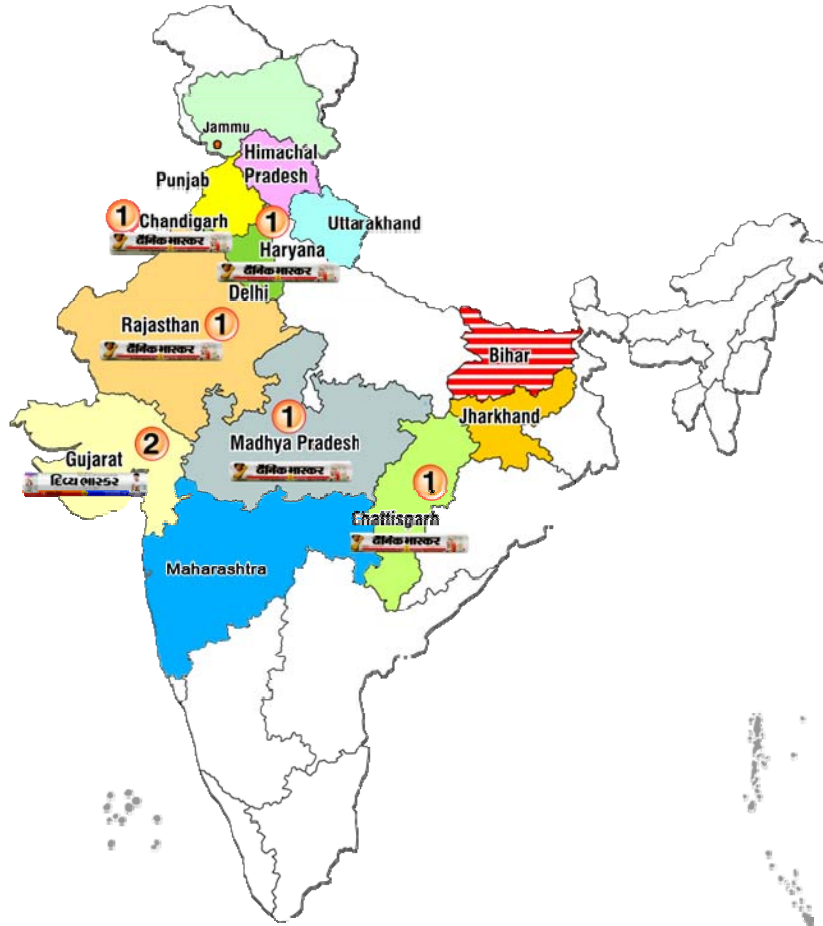 Jammu
Himachal
Pradesh
Punjab
1
Chandigarh
दैनिक भास्कर
1
Haryana
दैनिक भास्कर
Uttarakhand
Delhi
Rajasthan
1
दैनिक भास्कर
Bihar
1
Madhya Pradesh
दैनिक भास्कर
Jharkhand
2
Gujarat
દિવ્ય ભાસ્કર
1
Chattisgarh
दैनिक भास्कर
Maharashtra